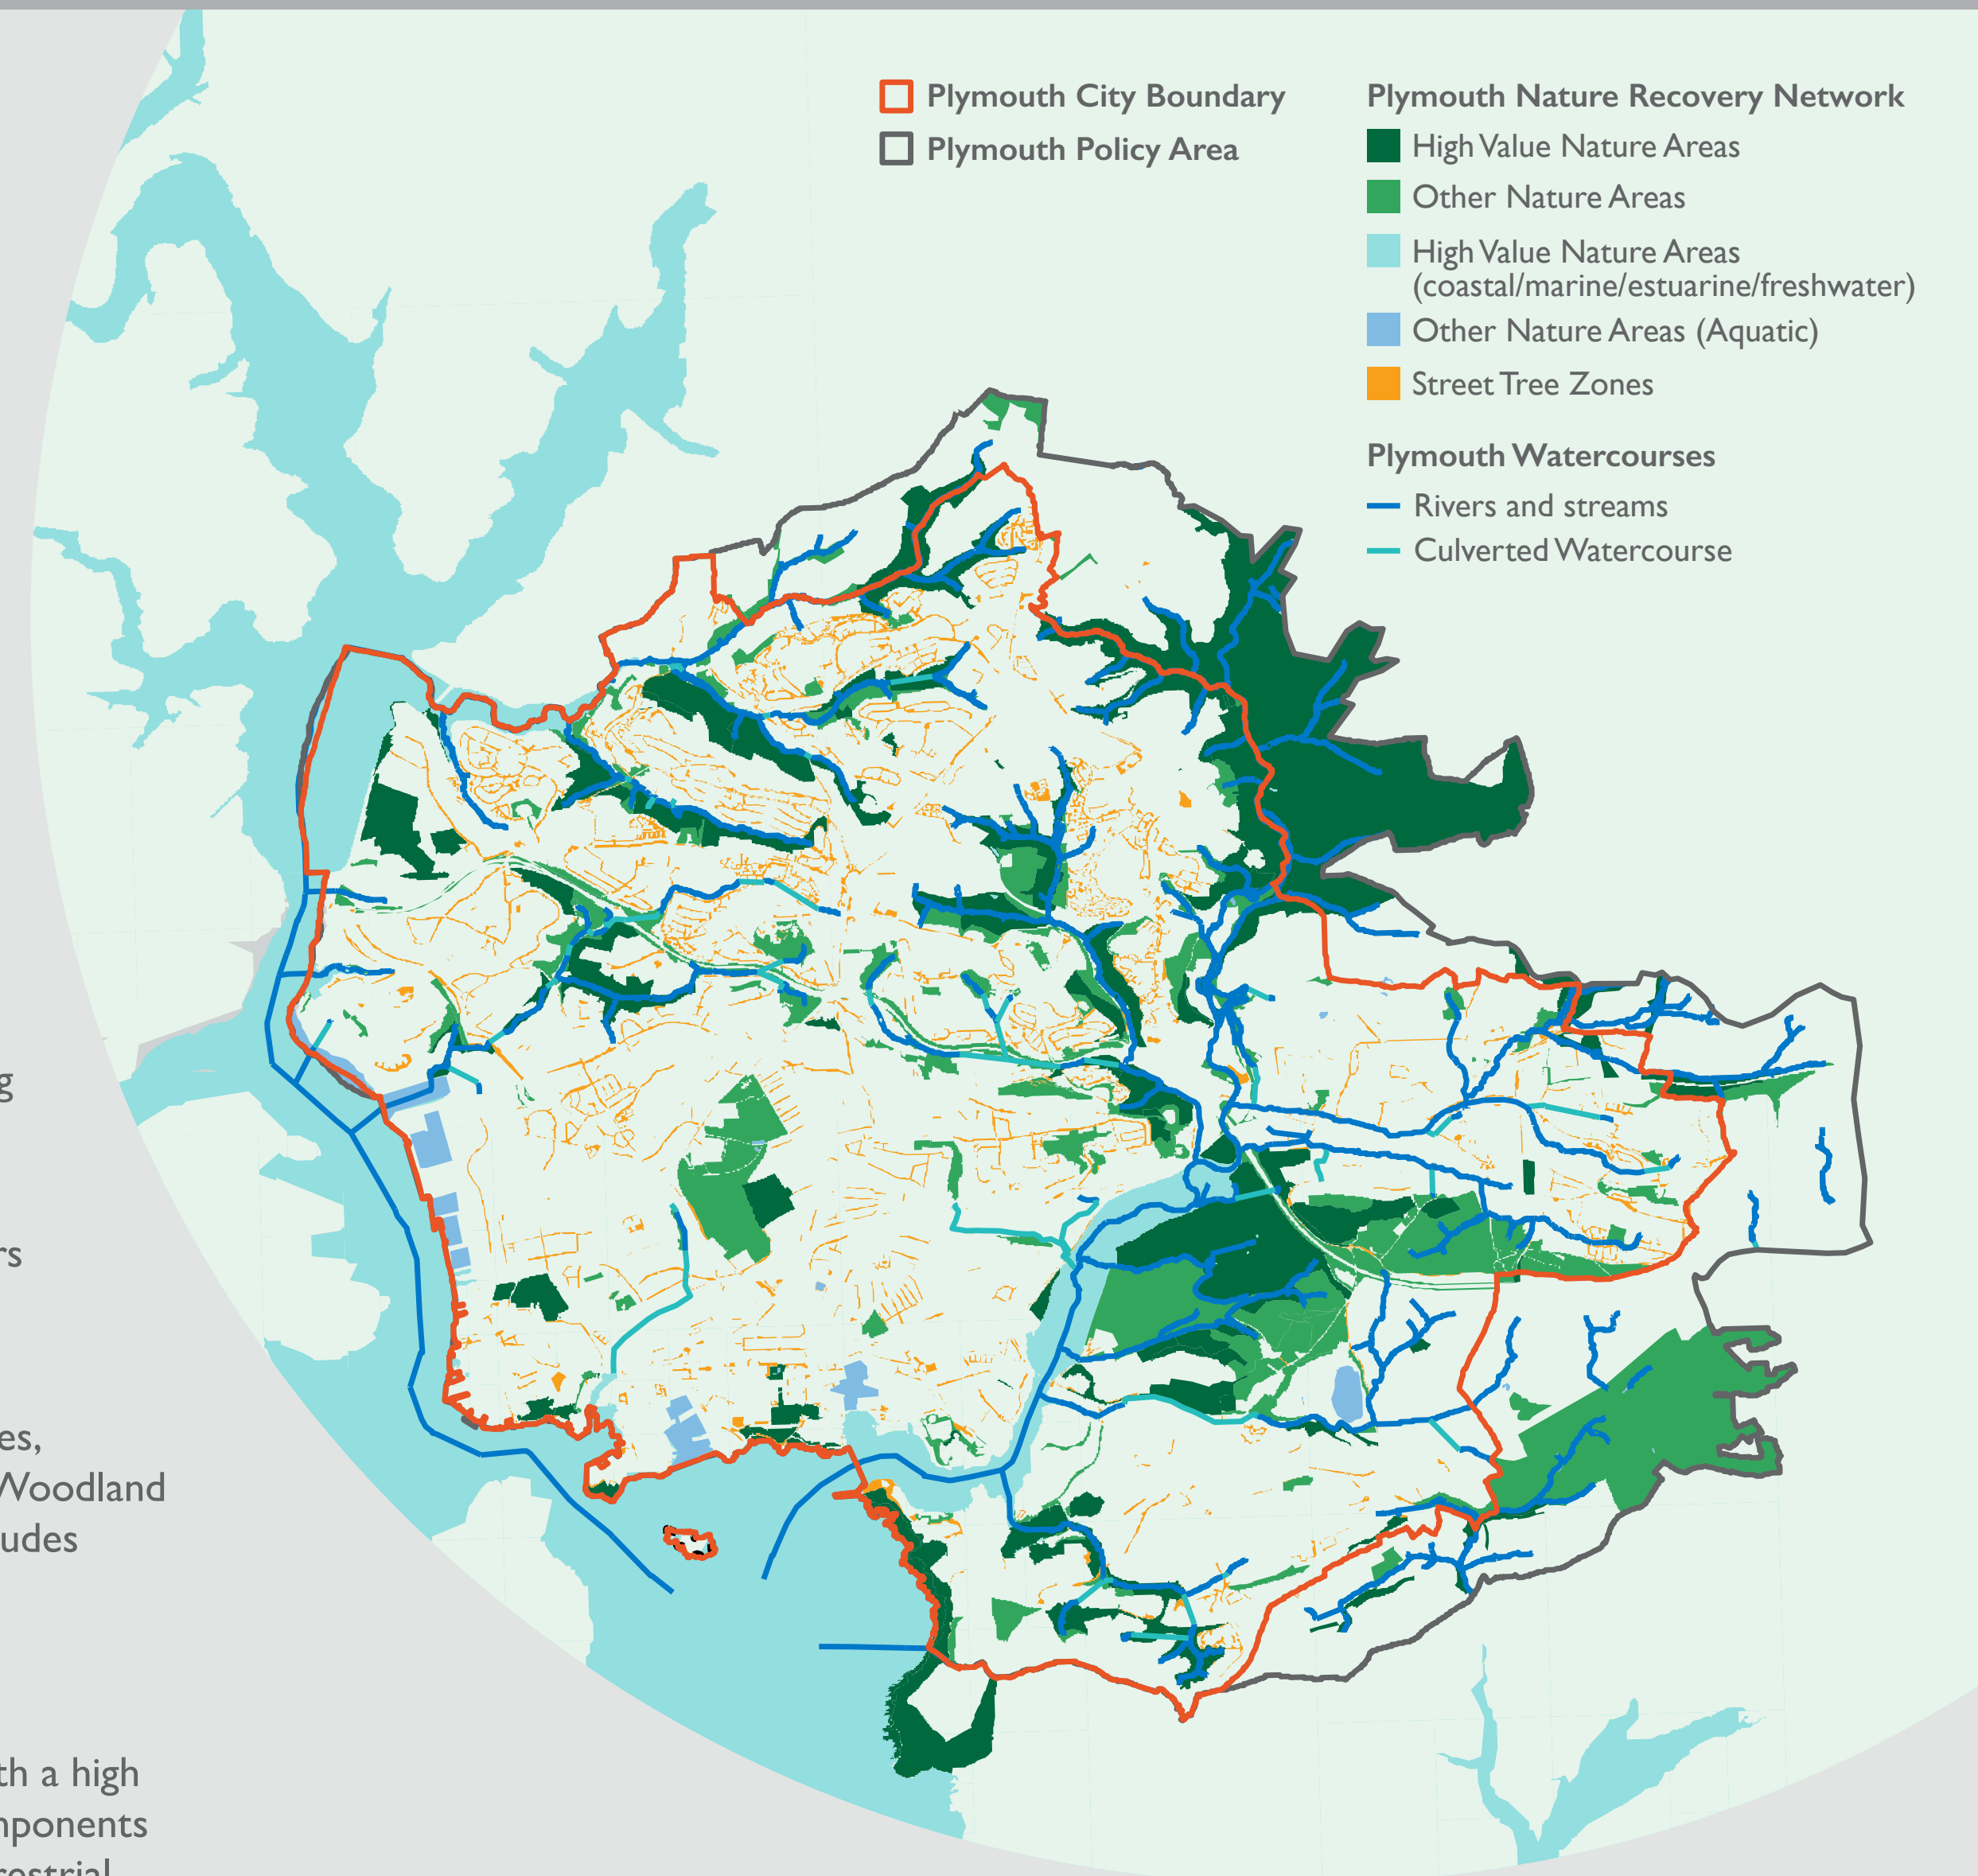 Plymouth City Boundary
Plymouth Policy Area
Plymouth Nature Recovery Network
High Value Nature Areas
Other Nature Areas
High Value Nature Areas
(coastal/marine/estuarine/freshwater)
Other Nature Areas (Aquatic)
Street Tree Zones
Plymouth Watercourses
Rivers and streams
Culverted Watercourse
g
rs
es,
Woodland
udes
th a high
nponents